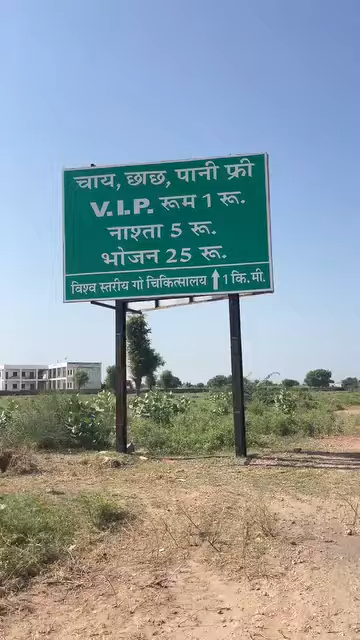 चाय, छाछ, पानी फ्री
V.I.P. रूम 1 रू.
नाश्ता 5 रू.
भोजन 25 रू.
विश्व स्तरीय गो चिकित्सालय ↑ 1 कि.मी.